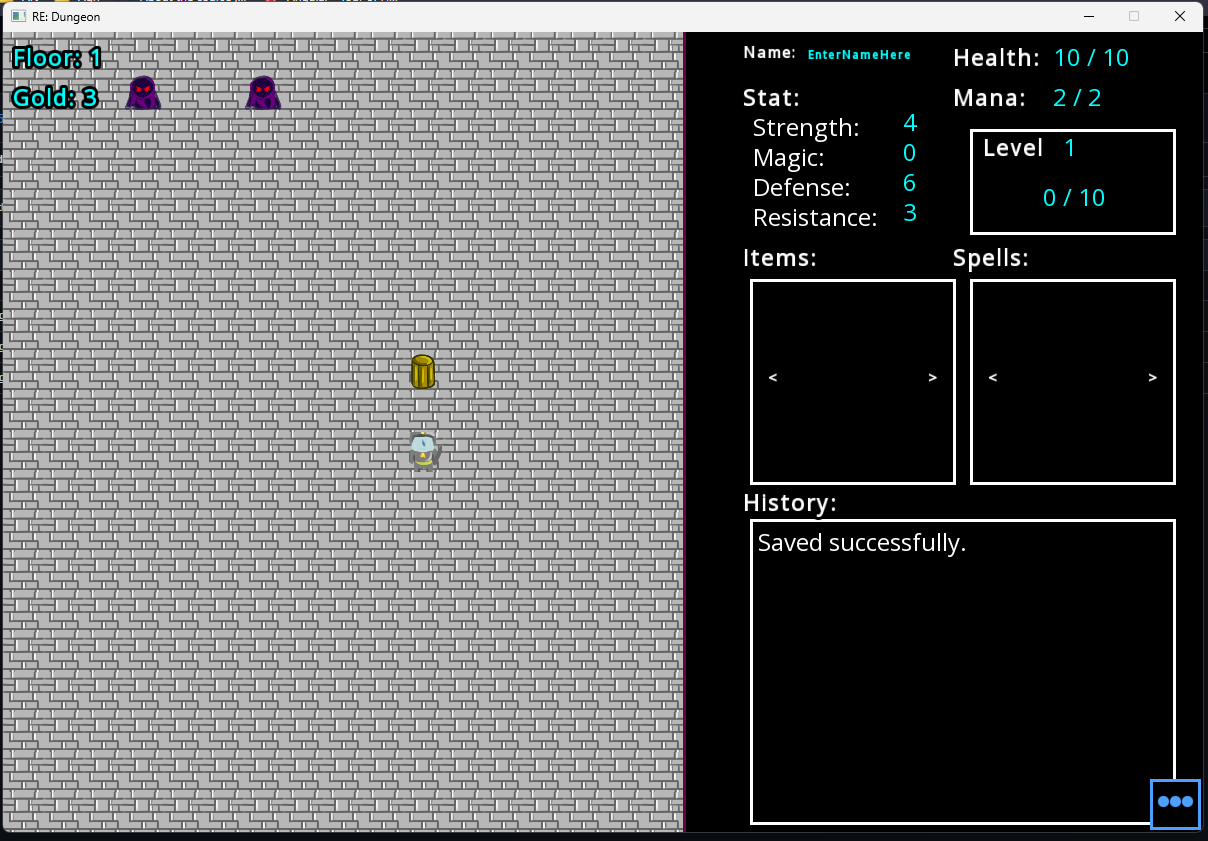 RE: Dungeon
Floor: 1
Gold: 3
Name: EnterNameHere
Health: 10 / 10
Stat:
Mana: 2 / 2
Strength: 4
Magic: 0
Defense: 6
Resistance: 3
Level 1
0 / 10
Items:
Spells:
< >
< >
History:
Saved successfully.